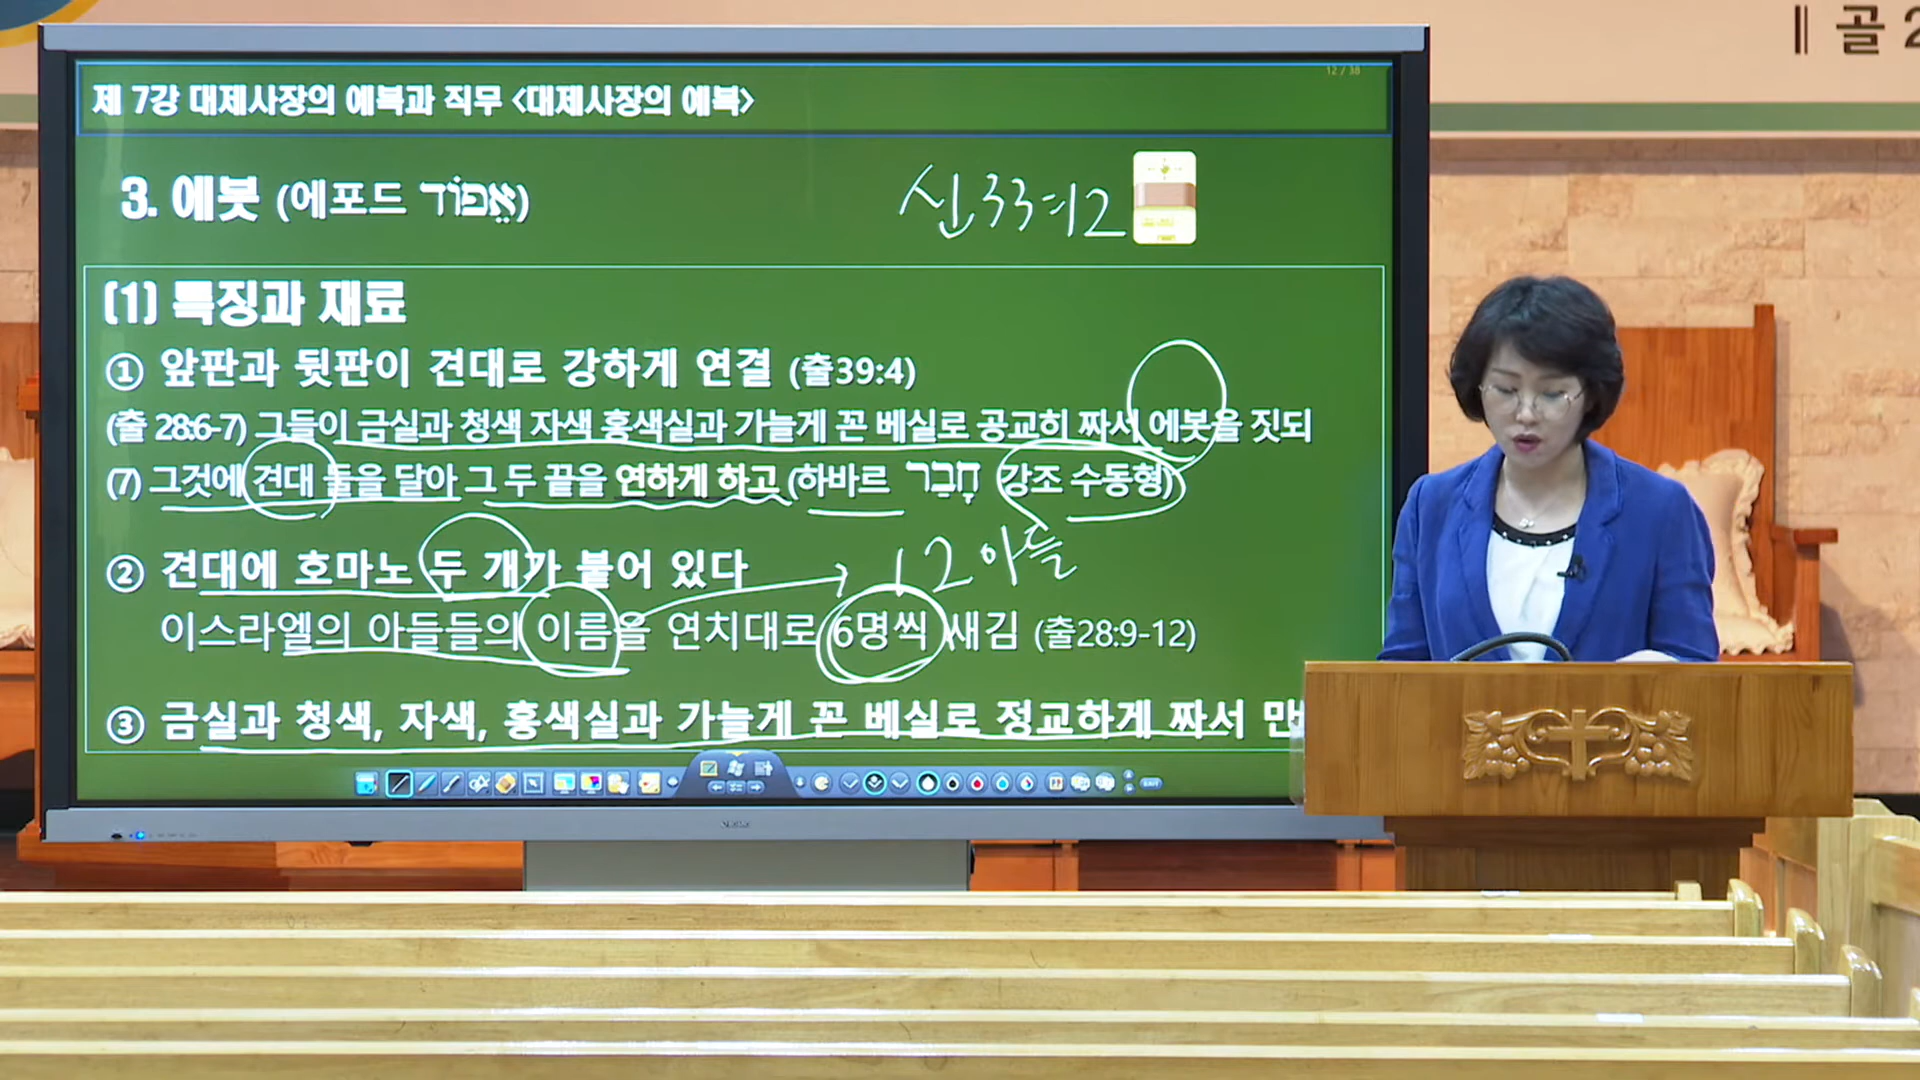 ‖ 골 2
12 / 38
제 7강 대제사장의 예복과 직무 <대제사장의 예복>
3. 에봇 (에포드 אֵפוֹד)
신 33:12
(1) 특징과 재료
① 앞판과 뒷판이 견대로 강하게 연결 (출39:4)
(출 28:6-7) 그들이 금실과 청색 자색 홍색실과 가늘게 꼰 베실로 공교히 짜서 에봇을 짓되
(7) 그것에 견대 둘을 달아 그 두 끝을 연하게 하고 (하바르 חָבַר 강조 수동형)
② 견대에 호마노 두 개가 붙어 있다
12 아들
이스라엘의 아들들의 이름을 연치대로 6명씩 새김 (출28:9-12)
③ 금실과 청색, 자색, 홍색실과 가늘게 꼰 베실로 정교하게 짜서 만